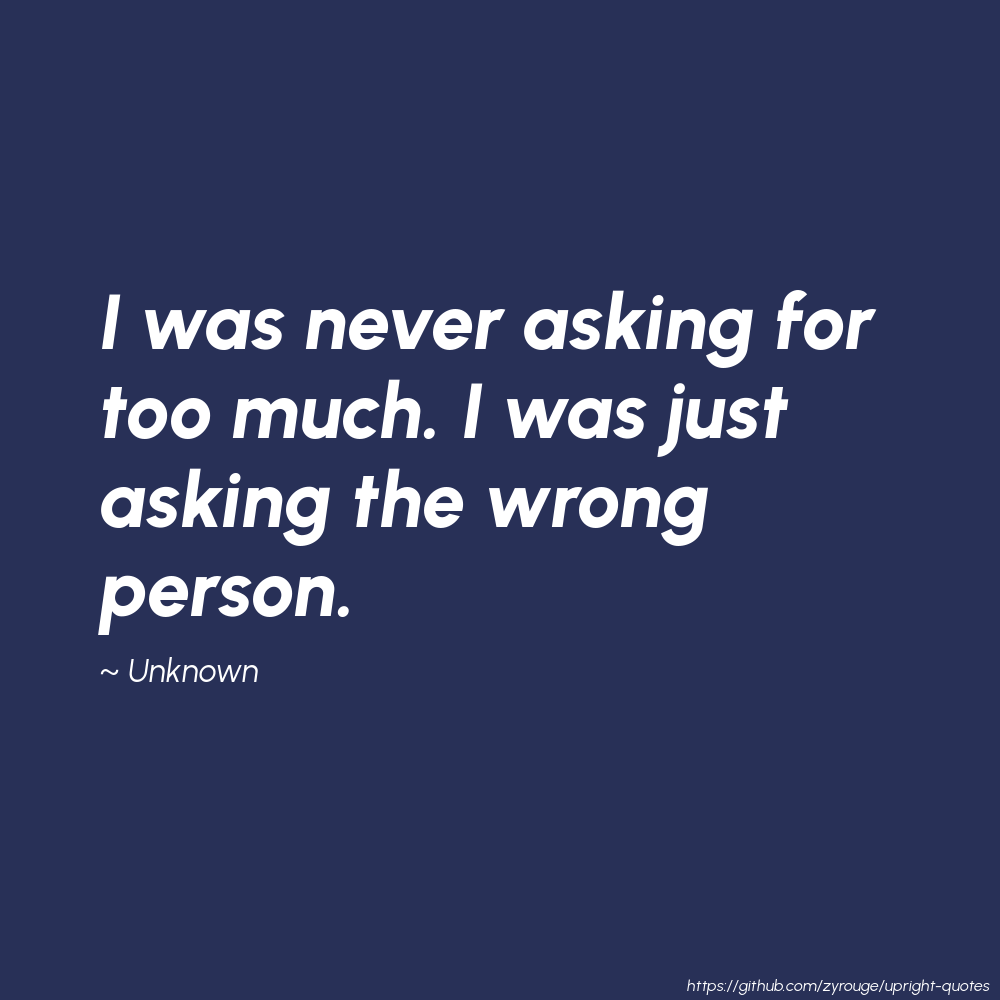 I was never asking for
too much. I was just
asking the wrong
person.
~ Unknown
https://github.com/zyrouge/upright-quotes